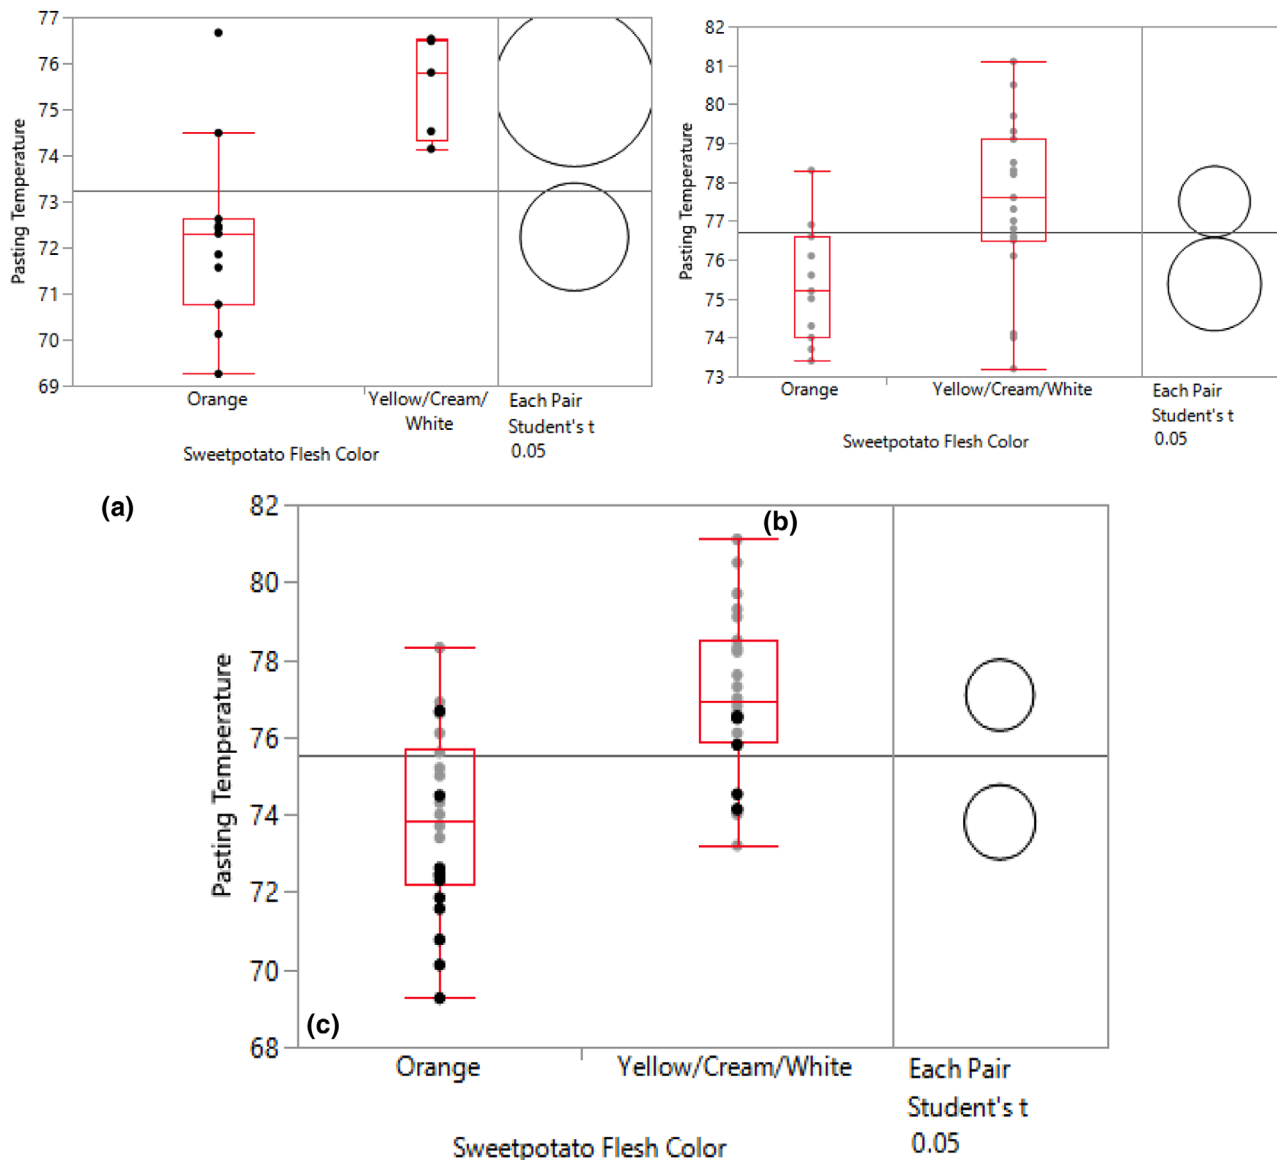 77
76
75
74
73
72
71
70
69
Pasting Temperature
Orange
Yellow/Cream/
White
Each Pair
Student's t
0.05
Sweetpotato Flesh Color
(a)
82
81
80
79
78
77
76
75
74
73
Pasting Temperature
Orange
Yellow/Cream/White
Each Pair
Student's t
0.05
Sweetpotato Flesh Color
(b)
82
80
78
76
74
72
70
68
Pasting Temperature
(c)
Orange
Yellow/Cream/White
Each Pair
Student's t
0.05
Sweetpotato Flesh Color